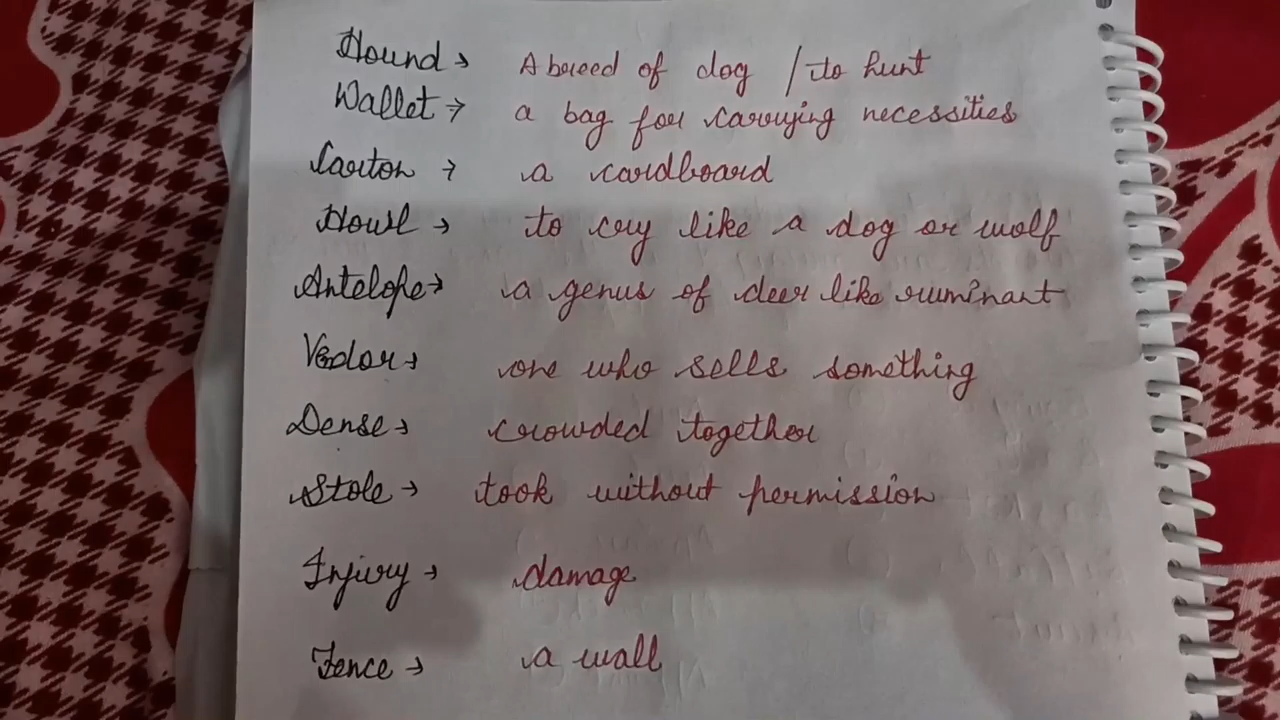 Hound → A breed of dog / to hunt
Wallet → a bag for carrying necessities
Carton → a cardboard
Howl → to cry like a dog or wolf
Antelope → a genus of deer like ruminant
Vendor → one who sells something
Dense → crowded together
Stole → took without permission
Injury → damage
Fence → a wall